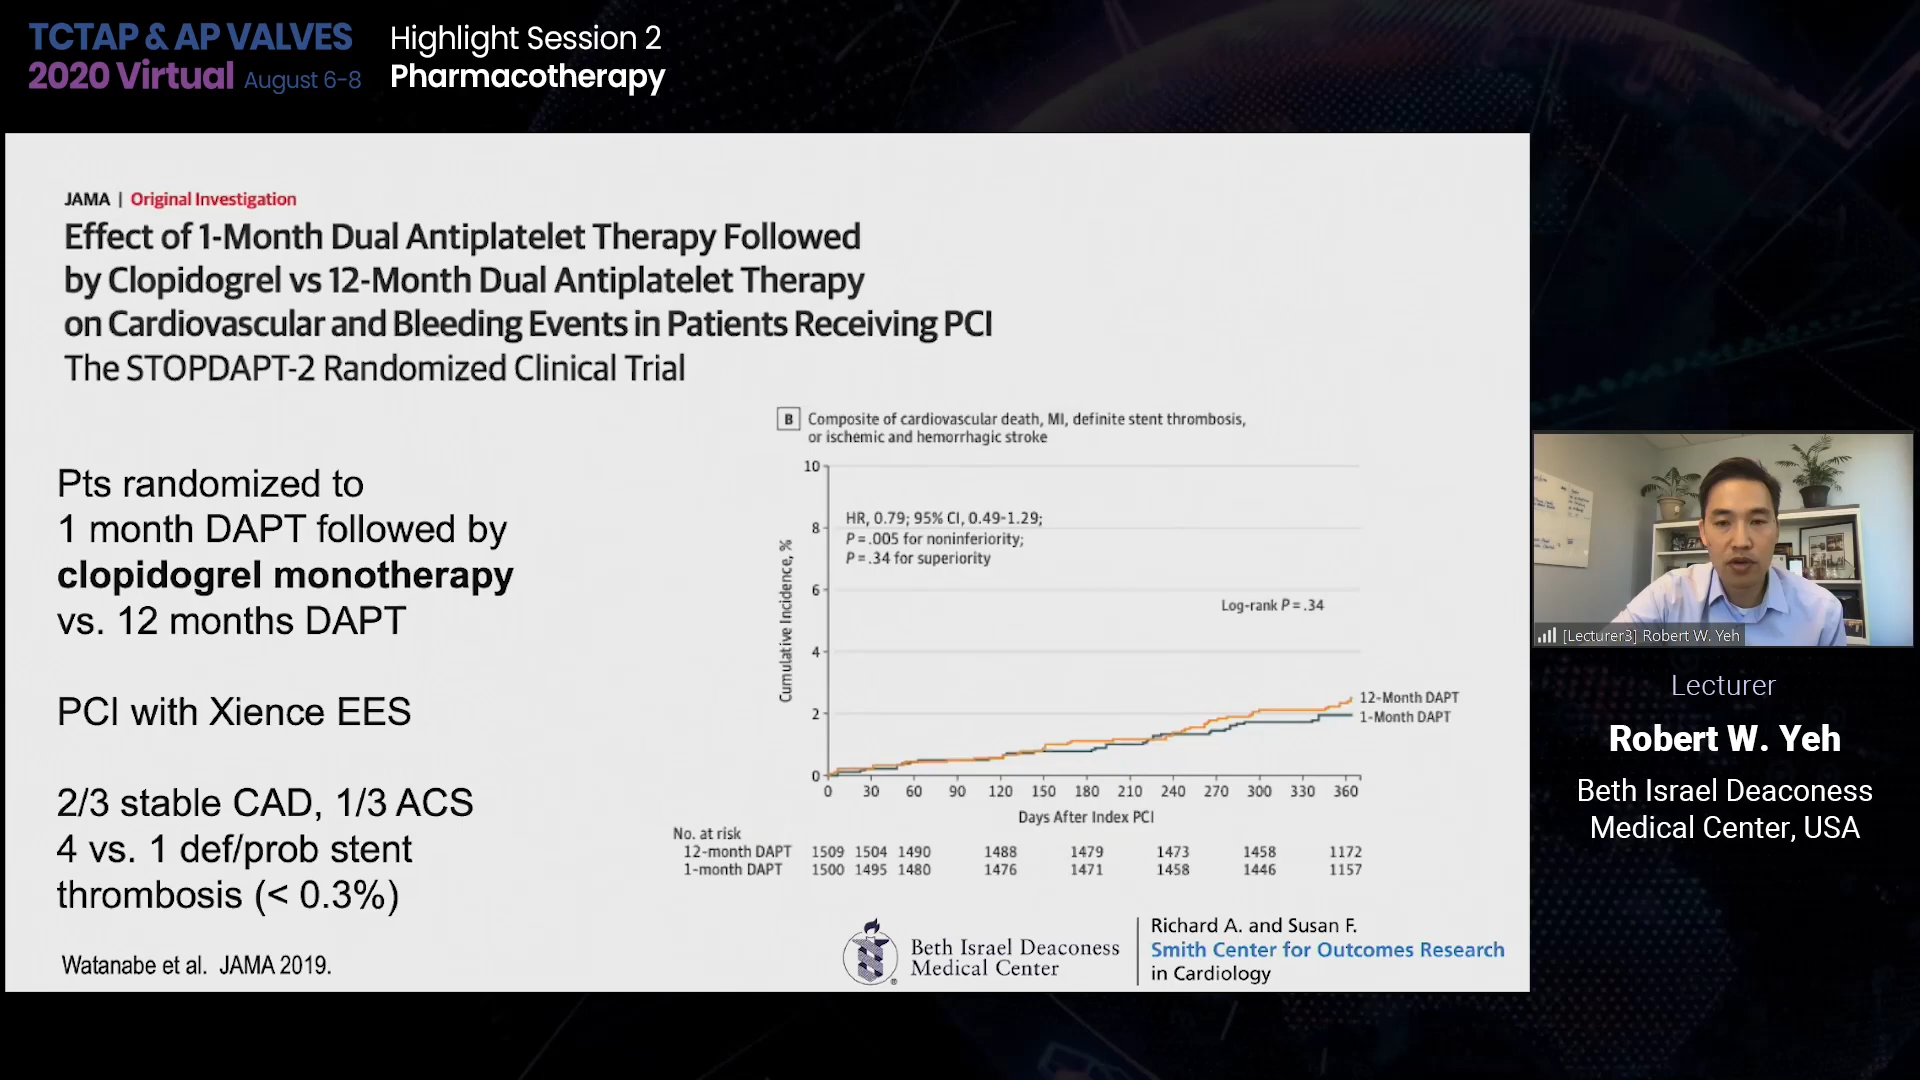 TCTAP & AP VALVES
2020 Virtual August 6-8
Highlight Session 2
Pharmacotherapy
JAMA | Original Investigation
Effect of 1-Month Dual Antiplatelet Therapy Followed
by Clopidogrel vs 12-Month Dual Antiplatelet Therapy
on Cardiovascular and Bleeding Events in Patients Receiving PCI
The STOPDAPT-2 Randomized Clinical Trial
Pts randomized to
1 month DAPT followed by
clopidogrel monotherapy
vs. 12 months DAPT
PCI with Xience EES
2/3 stable CAD, 1/3 ACS
4 vs. 1 def/prob stent
thrombosis (< 0.3%)
Watanabe et al. JAMA 2019.
B Composite of cardiovascular death, MI, definite stent thrombosis,
or ischemic and hemorrhagic stroke
Cumulative Incidence, %
10
8
6
4
2
0
HR, 0.79; 95% CI, 0.49-1.29;
P = .005 for noninferiority;
P = .34 for superiority
Log-rank P = .34
12-Month DAPT
1-Month DAPT
0 30 60 90 120 150 180 210 240 270 300 330 360
Days After Index PCI
No. at risk
12-month DAPT 1509 1504 1490 1488 1479 1473 1458 1172
1-month DAPT 1500 1495 1480 1476 1471 1458 1446 1157
Beth Israel Deaconess
Medical Center
Richard A. and Susan F.
Smith Center for Outcomes Research
in Cardiology
[Lecturer3] Robert W. Yeh
Lecturer
Robert W. Yeh
Beth Israel Deaconess
Medical Center, USA